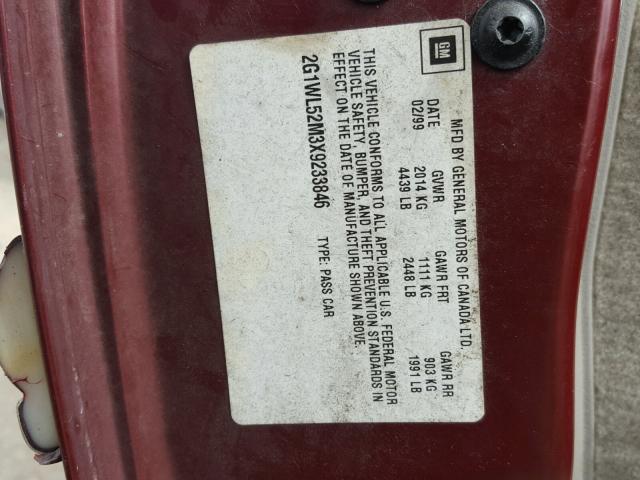 GM
MFD BY GENERAL MOTORS OF CANADA LTD.
DATE GVWR GAWR FRT GAWR RR
02/99 2014 KG 1111 KG 903 KG
4439 LB 2448 LB 1991 LB
THIS VEHICLE CONFORMS TO ALL APPLICABLE U.S. FEDERAL MOTOR
VEHICLE SAFETY, BUMPER, AND THEFT PREVENTION STANDARDS IN
EFFECT ON THE DATE OF MANUFACTURE SHOWN ABOVE.
2G1WL52M3X9233846 TYPE: PASS CAR